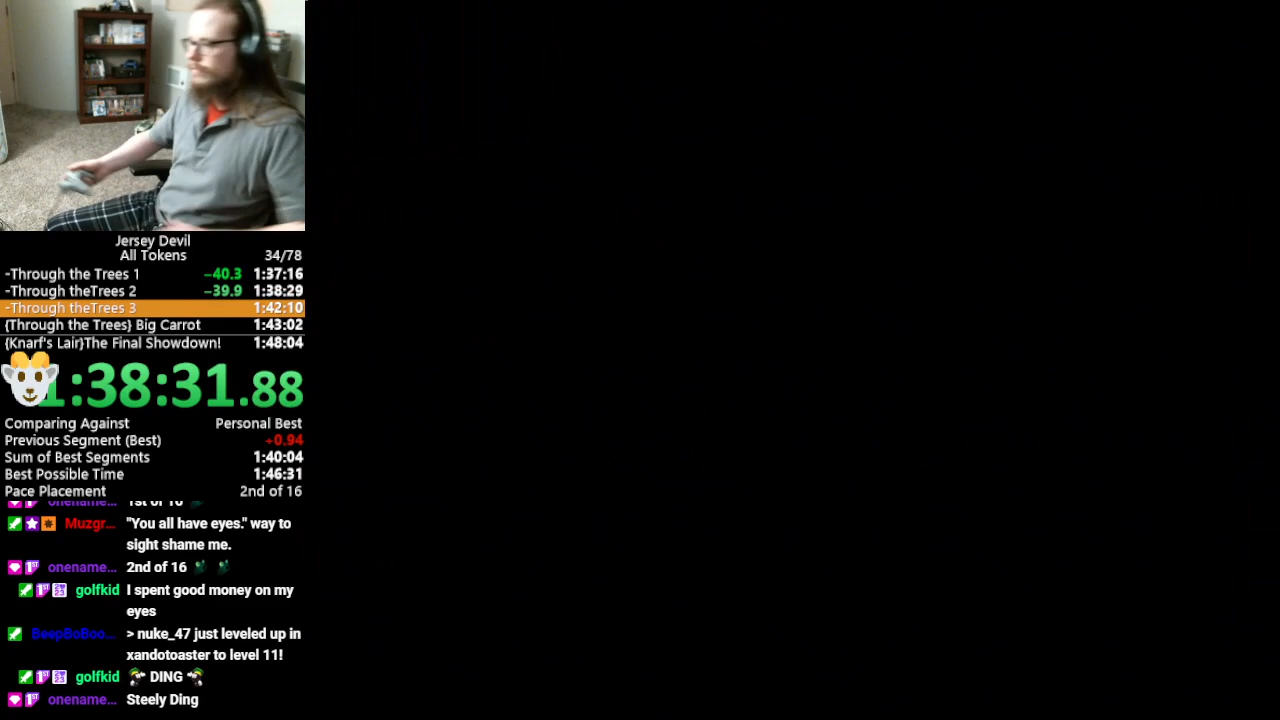 Jersey Devil
All Tokens 34/78
-Through the Trees 1 −40.3 1:37:16
-Through theTrees 2 −39.9 1:38:29
-Through theTrees 3 1:42:10
{Through the Trees} Big Carrot 1:43:02
{Knarf's Lair}The Final Showdown! 1:48:04
1:38:31.88
Comparing Against Personal Best
Previous Segment (Best) +0.94
Sum of Best Segments 1:40:04
Best Possible Time 1:46:31
Pace Placement 2nd of 16
onename... 1st of 16
Muzgr... "You all have eyes." way to
sight shame me.
onename... 2nd of 16
golfkid I spent good money on my
eyes
BeepBoBoo... > nuke_47 just leveled up in
xandotoaster to level 11!
golfkid DING
onename... Steely Ding